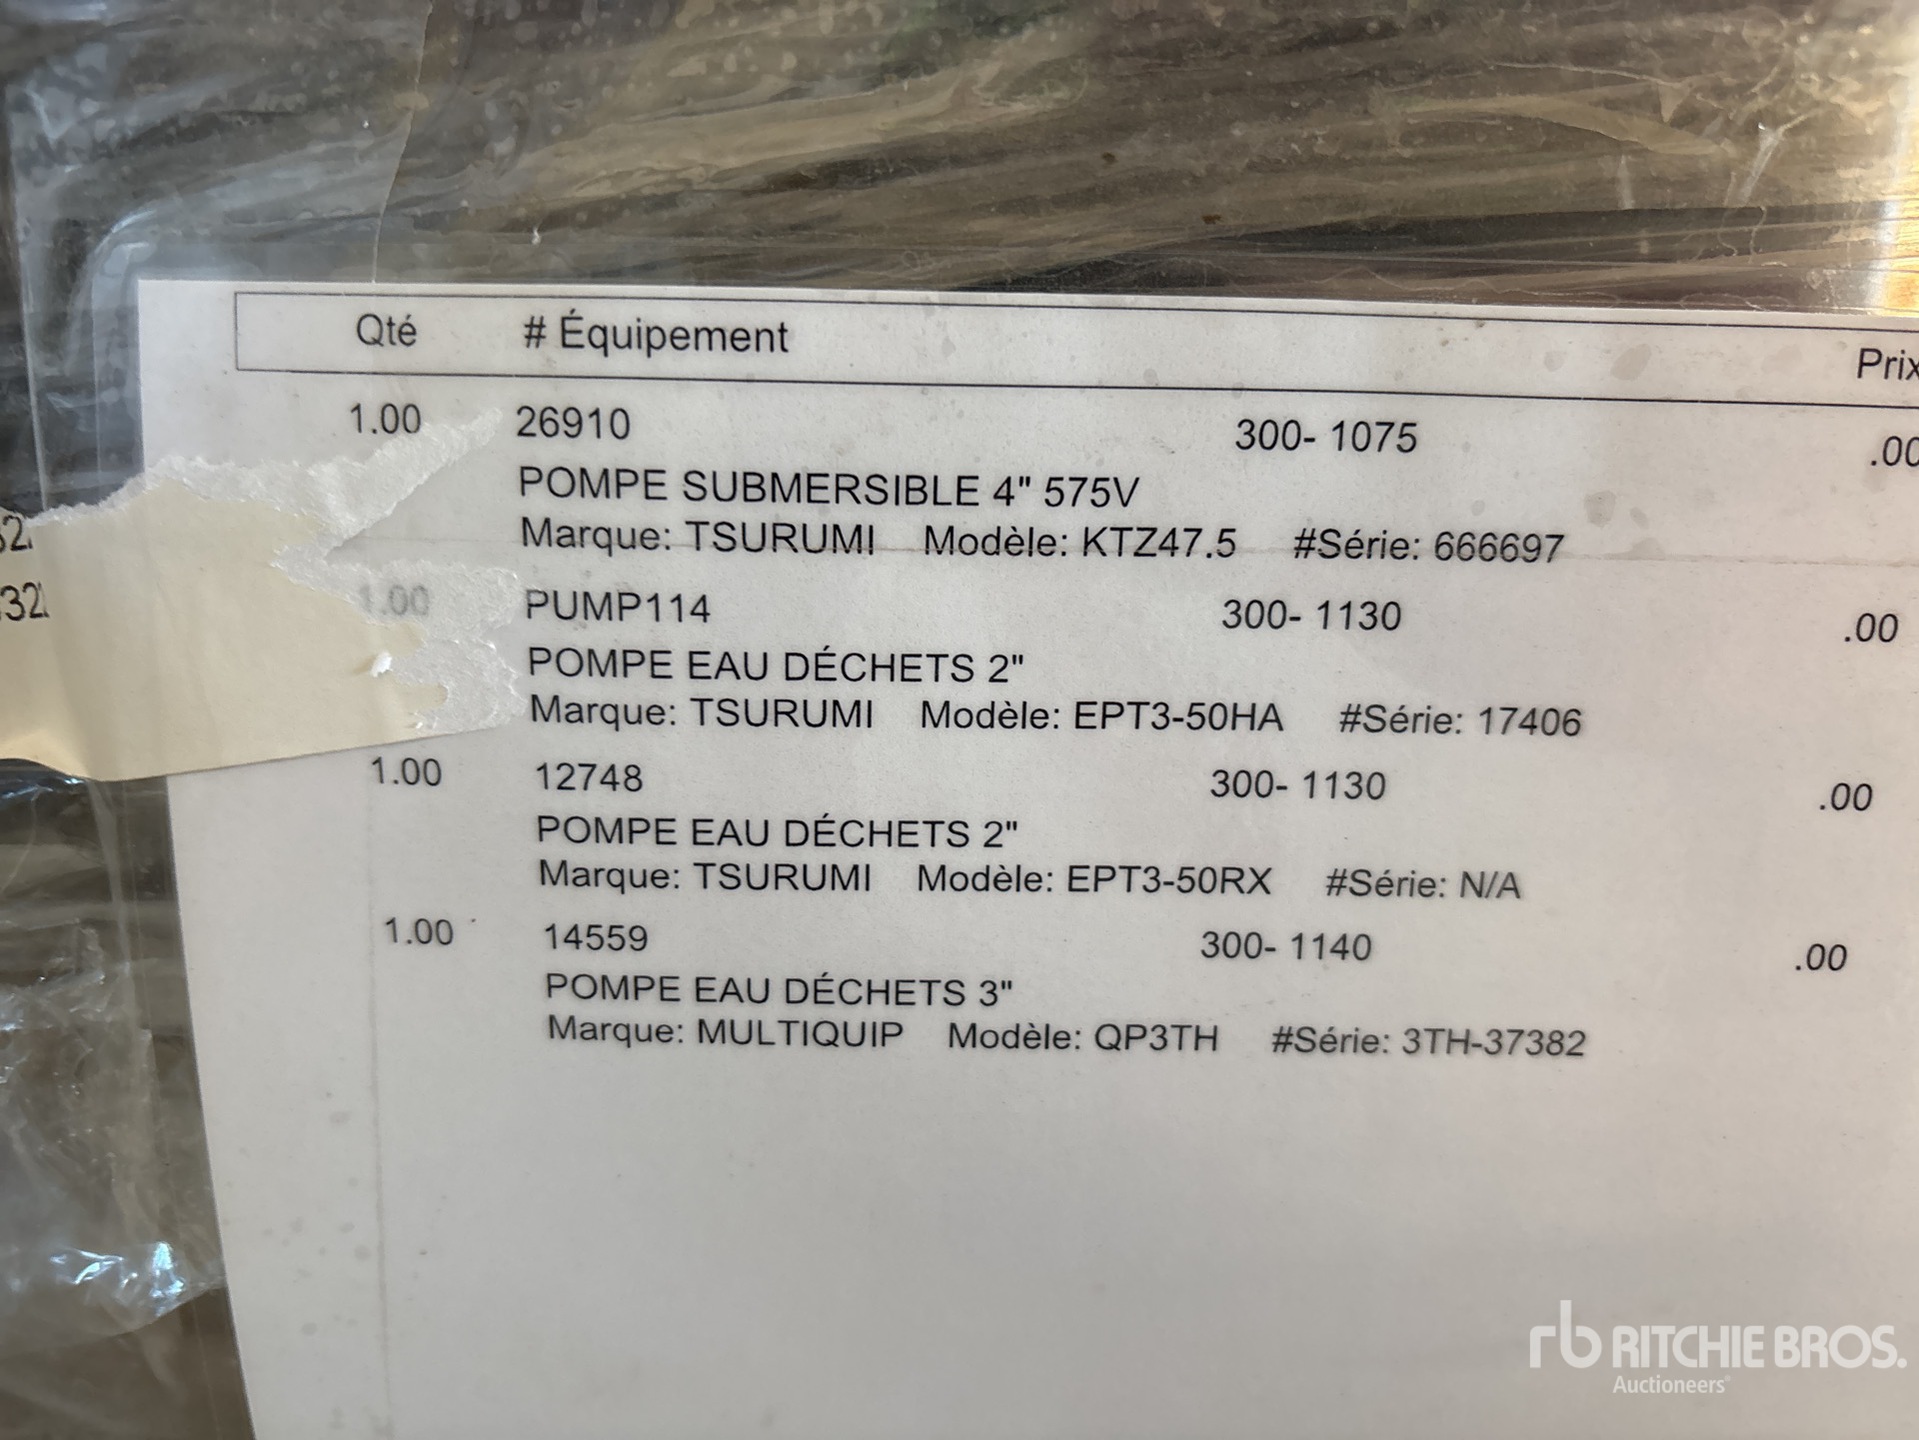 Qté # Équipement Prix
1.00 26910 300- 1075 .00
POMPE SUBMERSIBLE 4" 575V
Marque: TSURUMI Modèle: KTZ47.5 #Série: 666697
1.00 PUMP114 300- 1130 .00
POMPE EAU DÉCHETS 2"
Marque: TSURUMI Modèle: EPT3-50HA #Série: 17406
1.00 12748 300- 1130 .00
POMPE EAU DÉCHETS 2"
Marque: TSURUMI Modèle: EPT3-50RX #Série: N/A
1.00 14559 300- 1140 .00
POMPE EAU DÉCHETS 3"
Marque: MULTIQUIP Modèle: QP3TH #Série: 3TH-37382
rb RITCHIE BROS.
Auctioneers